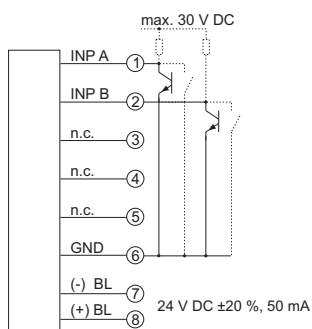 max. 30 V DC
INP A 1
INP B 2
n.c. 3
n.c. 4
n.c. 5
GND 6
(-) BL 7
24 V DC ±20 %, 50 mA
(+) BL 8